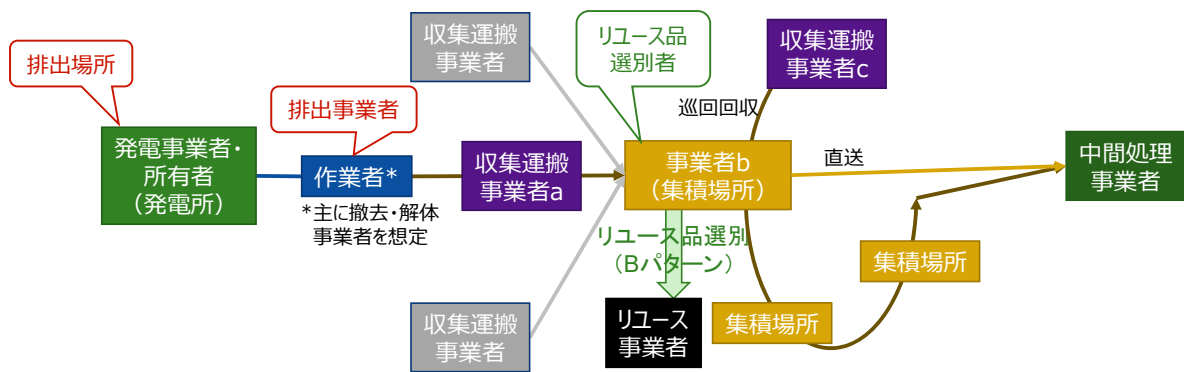 排出場所
発電事業者・
所有者
（発電所）
排出事業者
作業者*
*主に撤去・解体
事業者を想定
収集運搬
事業者
収集運搬
事業者a
収集運搬
事業者
リユース品
選別者
事業者b
（集積場所）
リユース品選別
（Bパターン）
リユース
事業者
収集運搬
事業者c
巡回回収
直送
集積場所
集積場所
中間処理
事業者